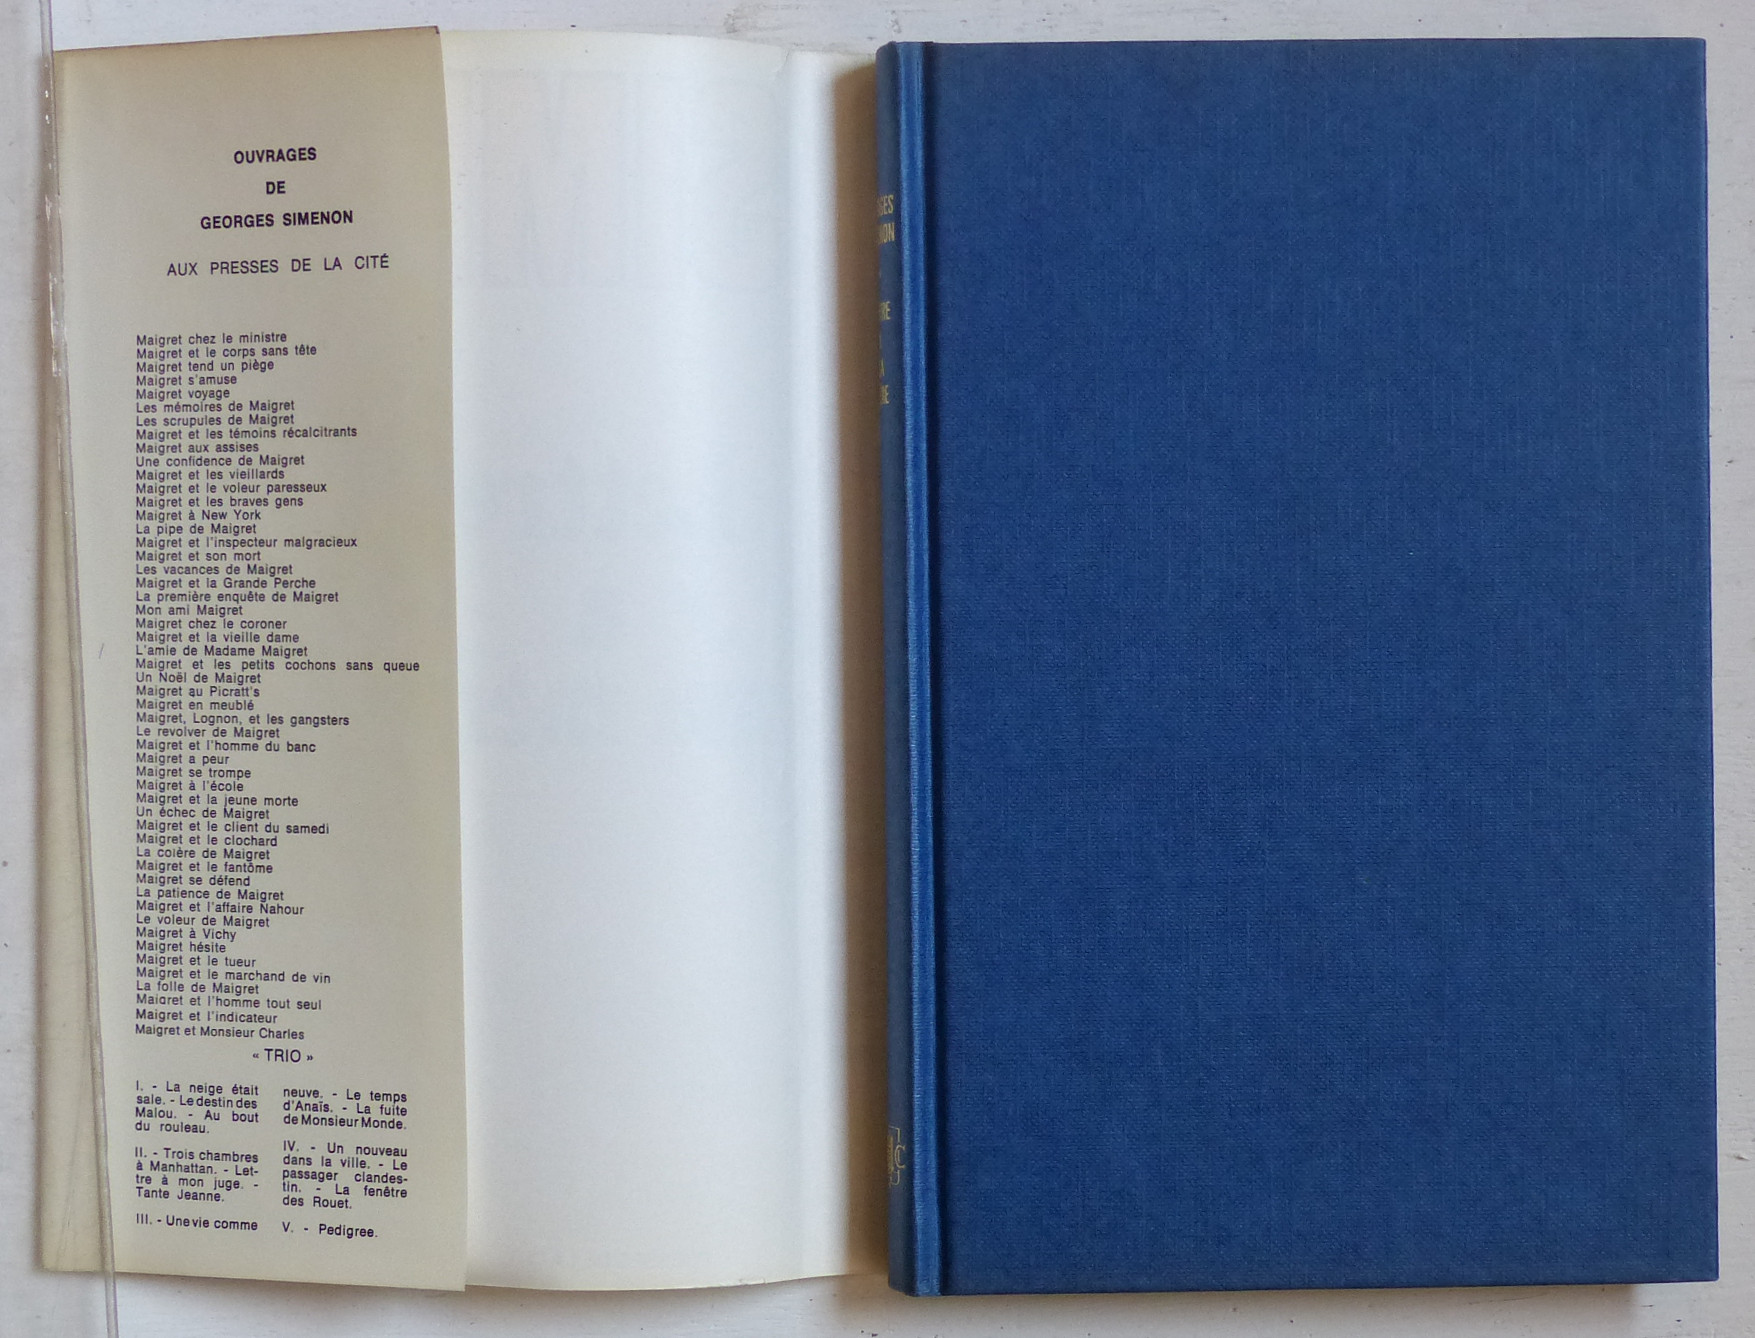 OUVRAGES
DE
GEORGES SIMENON
AUX PRESSES DE LA CITÉ
Maigret chez le ministre
Maigret et le corps sans tête
Maigret tend un piège
Maigret s'amuse
Maigret voyage
Les mémoires de Maigret
Les scrupules de Maigret
Maigret et les témoins récalcitrants
Maigret aux assises
Une confidence de Maigret
Maigret et les vieillards
Maigret et le voleur paresseux
Maigret et les braves gens
Maigret à New York
La pipe de Maigret
Maigret et l'inspecteur malgracieux
Maigret et son mort
Les vacances de Maigret
Maigret et la Grande Perche
La première enquête de Maigret
Mon ami Maigret
Maigret chez le coroner
Maigret et la vieille dame
L'amie de Madame Maigret
Maigret et les petits cochons sans queue
Un Noël de Maigret
Maigret au Picratt's
Maigret en meublé
Maigret, Lognon, et les gangsters
Le revolver de Maigret
Maigret et l'homme du banc
Maigret a peur
Maigret se trompe
Maigret à l'école
Maigret et la jeune morte
Un échec de Maigret
Maigret et le client du samedi
Maigret et le clochard
La colère de Maigret
Maigret et le fantôme
Maigret se défend
La patience de Maigret
Maigret et l'affaire Nahour
Le voleur de Maigret
Maigret à Vichy
Maigret hésite
Maigret et le tueur
Maigret et le marchand de vin
La folle de Maigret
Maigret et l'homme tout seul
Maigret et l'indicateur
Maigret et Monsieur Charles
« TRIO »
I. - La neige était
sale. - Le destin des
Malou. - Au bout
du rouleau.
II. - Trois chambres
à Manhattan. - Let-
tre à mon juge. -
Tante Jeanne.
III. - Une vie comme
neuve. - Le temps
d'Anaïs. - La fuite
de Monsieur Monde.
IV. - Un nouveau
dans la ville. - Le
passager clandes-
tin. - La fenêtre
des Rouet.
V. - Pedigree.